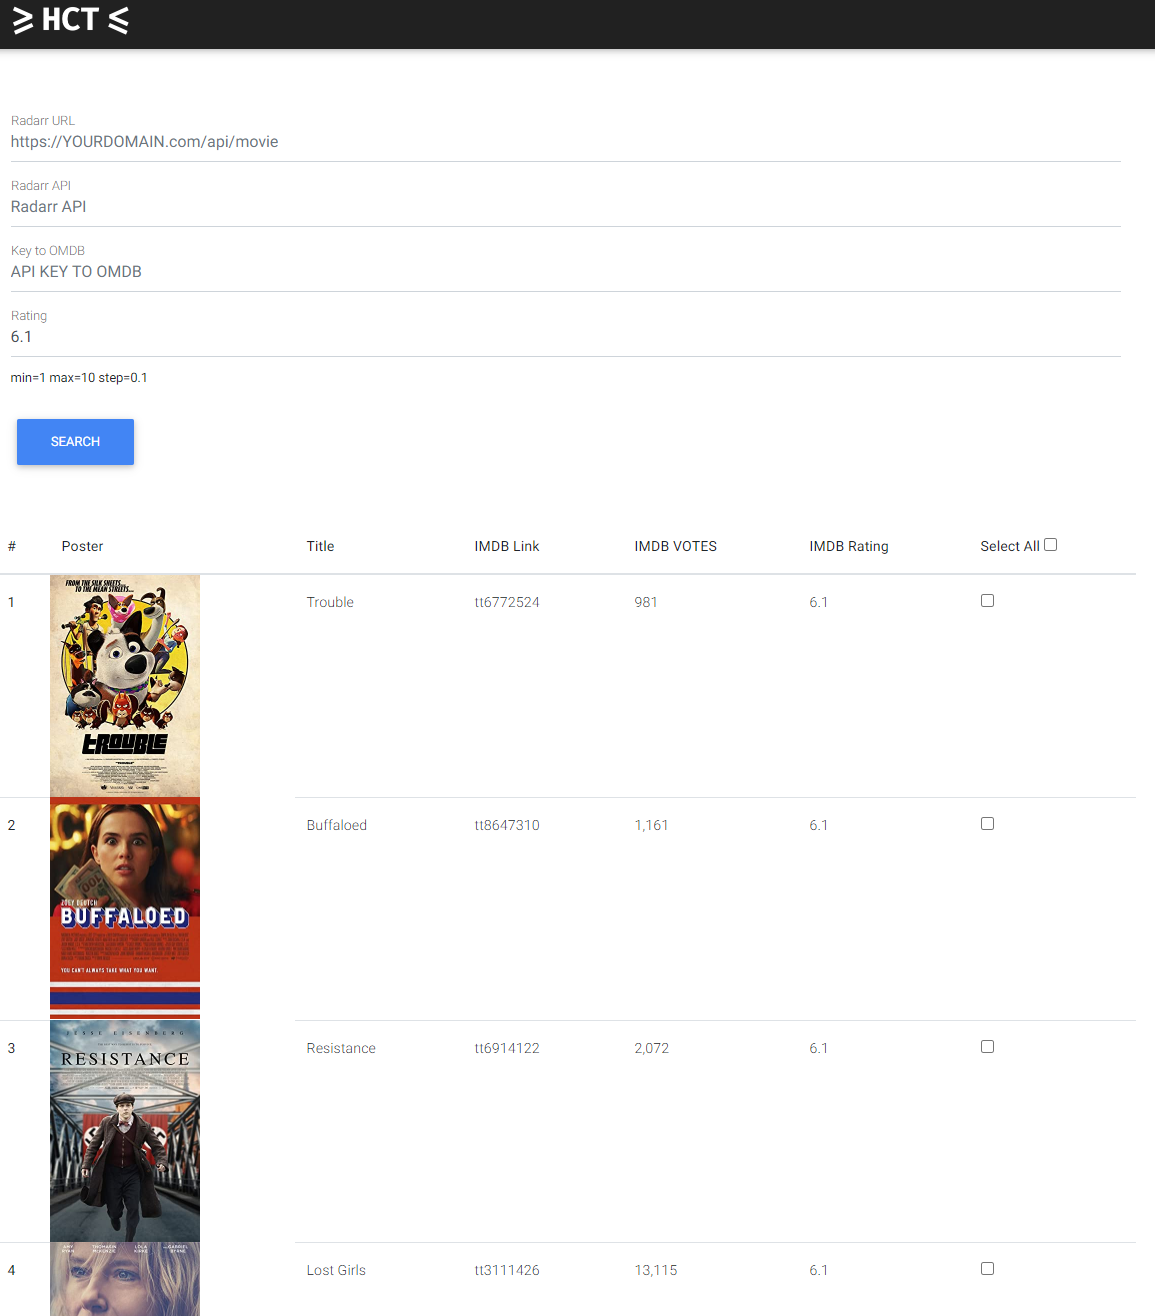 ≥ HCT ≤
Radarr URL
https://YOURDOMAIN.com/api/movie
Radarr API
Radarr API
Key to OMDB
API KEY TO OMDB
Rating
6.1
min=1 max=10 step=0.1
SEARCH
# Poster Title IMDB Link IMDB VOTES IMDB Rating Select All
1 Trouble tt6772524 981 6.1
FROM THE SILK SHEETS...
TO THE MEAN STREETS...
TROUBLE
2 Buffaloed tt8647310 1,161 6.1
ZOEY DEUTCH
BUFFALOED
YOU CAN'T ALWAYS TAKE WHAT YOU WANT.
3 Resistance tt6914122 2,072 6.1
JESSE EISENBERG
RESISTANCE
4 Lost Girls tt3111426 13,115 6.1
AMY RYAN THOMASIN MCKENZIE LOLA KIRKE GABRIEL BYRNE